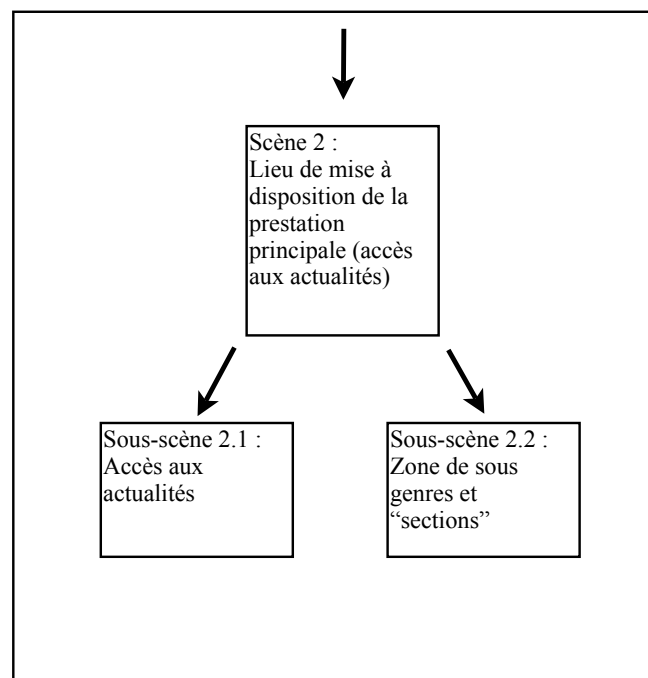 Scène 2 :
Lieu de mise à
disposition de la
prestation
principale (accès
aux actualités)
Sous-scène 2.1 :
Accès aux
actualités
Sous-scène 2.2 :
Zone de sous
genres et
“sections”